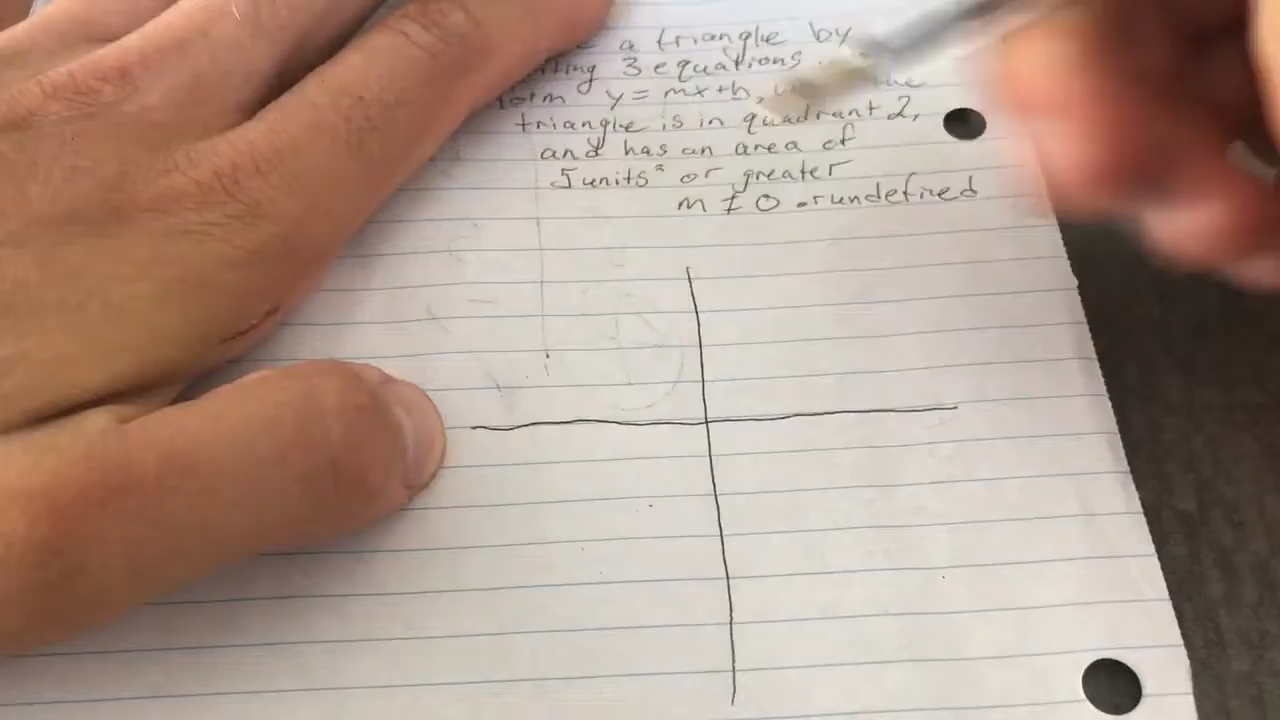 a triangle by
3 equations
y = mx+b,
triangle is in quadrant 2,
and has an area of
5 units² or greater
m ≠ 0 or undefined